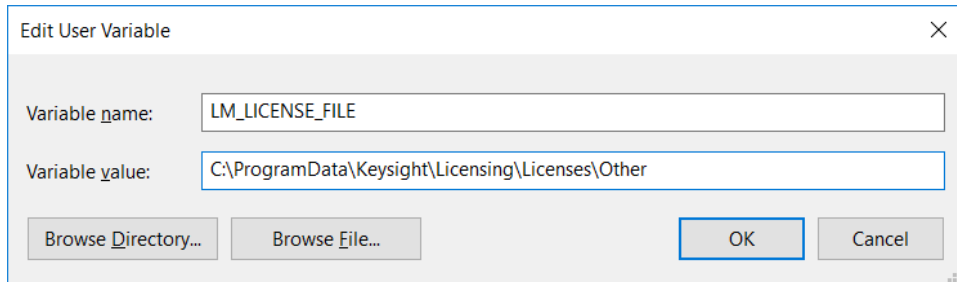 Edit User Variable
Variable name: LM_LICENSE_FILE
Variable value: C:\ProgramData\Keysight\Licensing\Licenses\Other
Browse Directory... Browse File... OK Cancel